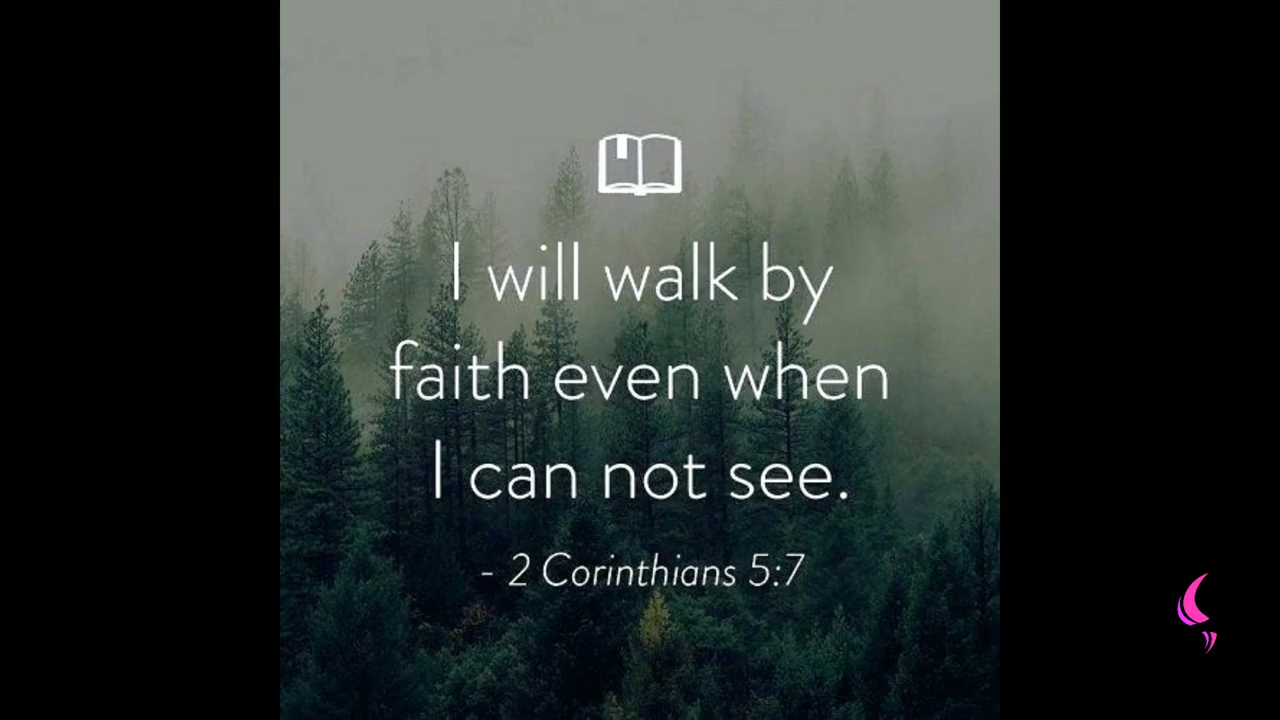 I will walk by
faith even when
I can not see.
- 2 Corinthians 5:7